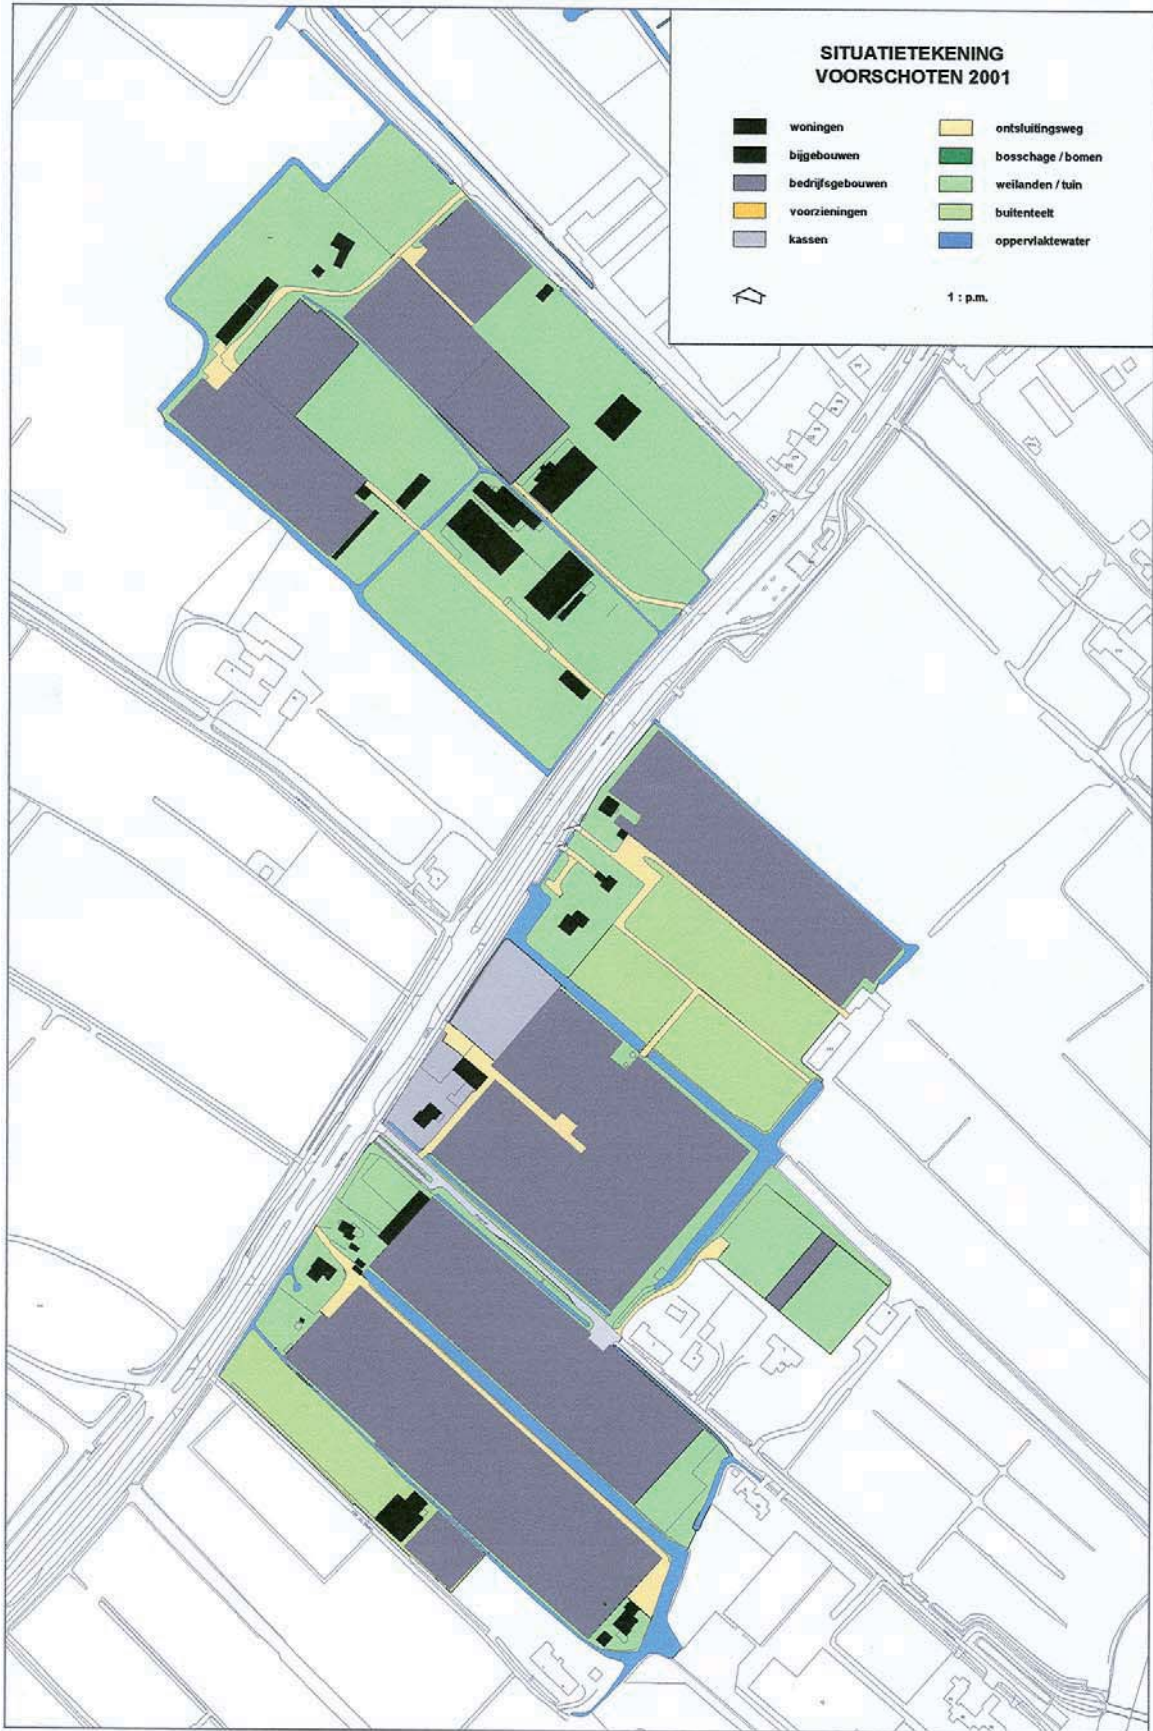 SITUATIETEKENING
VOORSCHOTEN 2001
woningen
bijgebouwen
bedrijfsgebouwen
voorzieningen
kassen
ontsluitingsweg
bosschage / bomen
weilanden / tuin
buitenteelt
oppervlaktewater
1 : p.m.